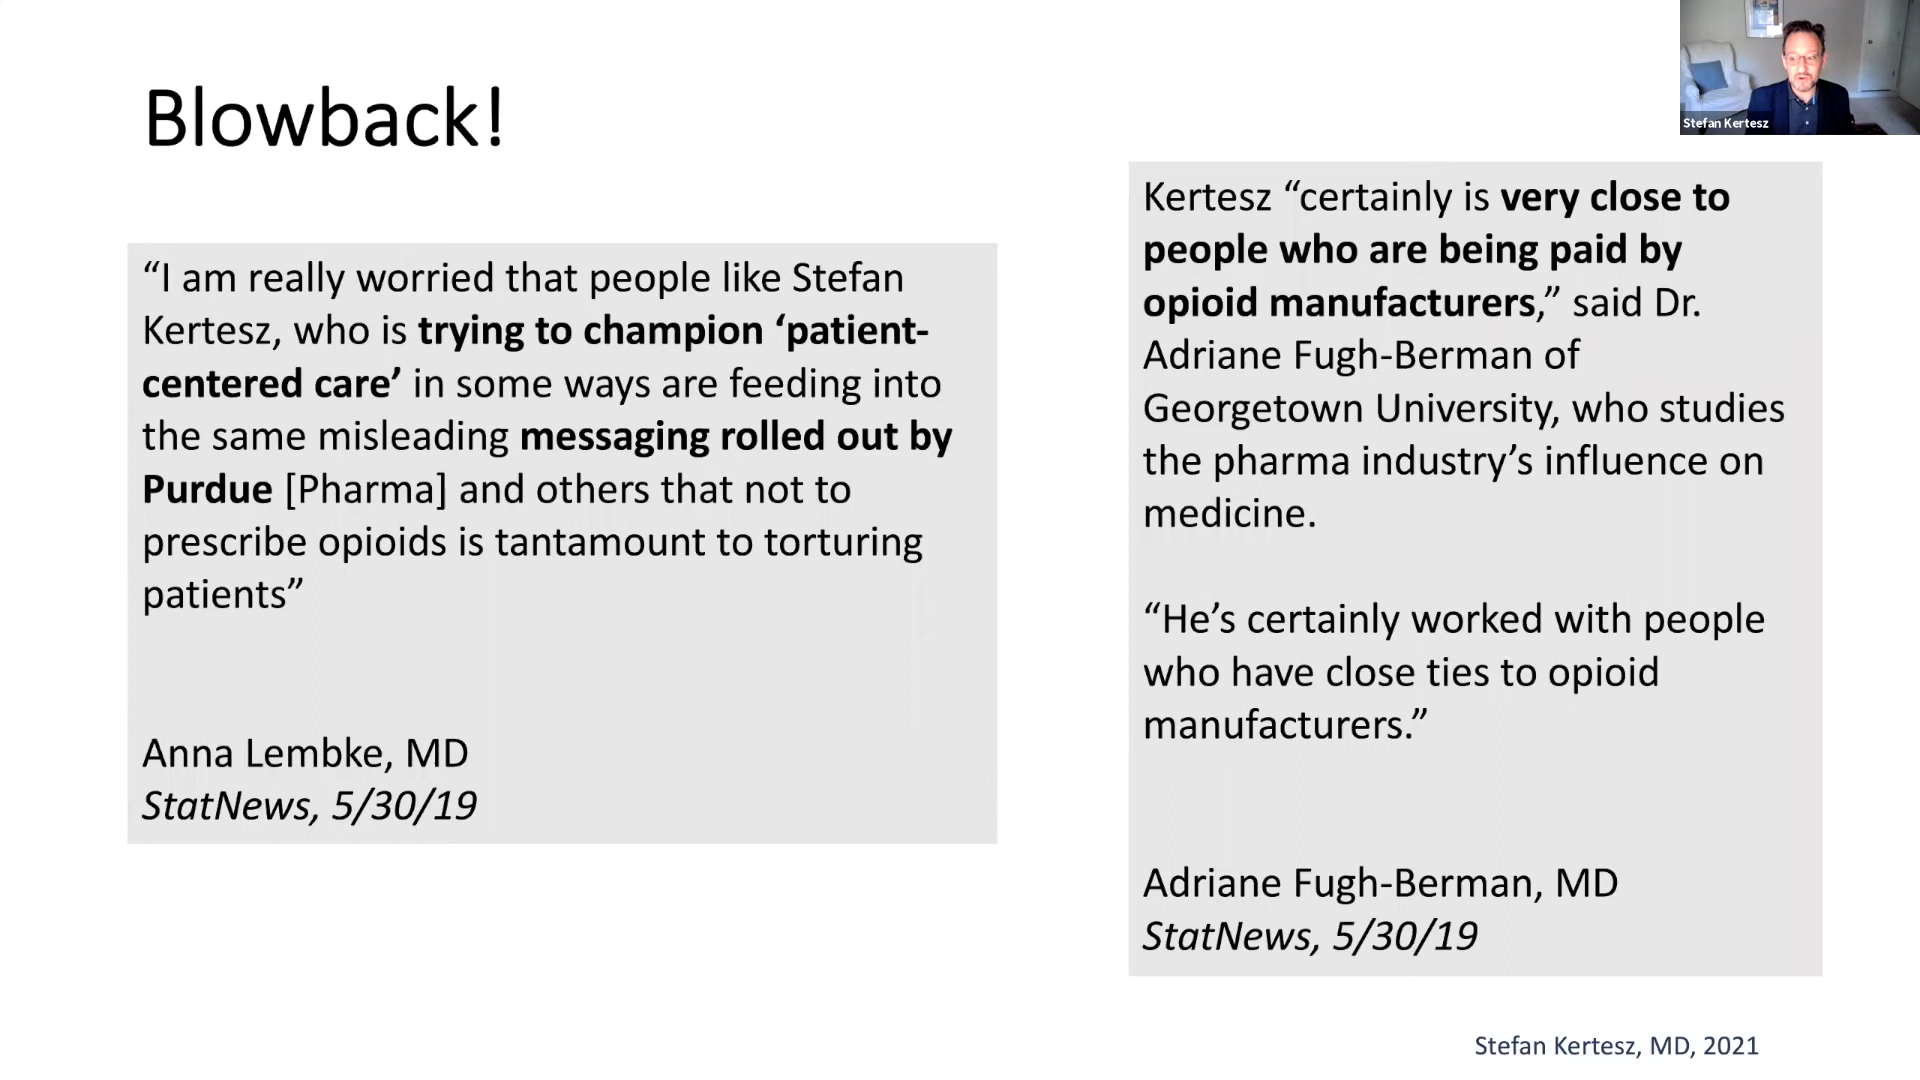 Blowback!
Stefan Kertesz
“I am really worried that people like Stefan
Kertesz, who is trying to champion ‘patient-
centered care’ in some ways are feeding into
the same misleading messaging rolled out by
Purdue [Pharma] and others that not to
prescribe opioids is tantamount to torturing
patients”
Anna Lembke, MD
StatNews, 5/30/19
Kertesz “certainly is very close to
people who are being paid by
opioid manufacturers,” said Dr.
Adriane Fugh-Berman of
Georgetown University, who studies
the pharma industry’s influence on
medicine.
“He’s certainly worked with people
who have close ties to opioid
manufacturers.”
Adriane Fugh-Berman, MD
StatNews, 5/30/19
Stefan Kertesz, MD, 2021